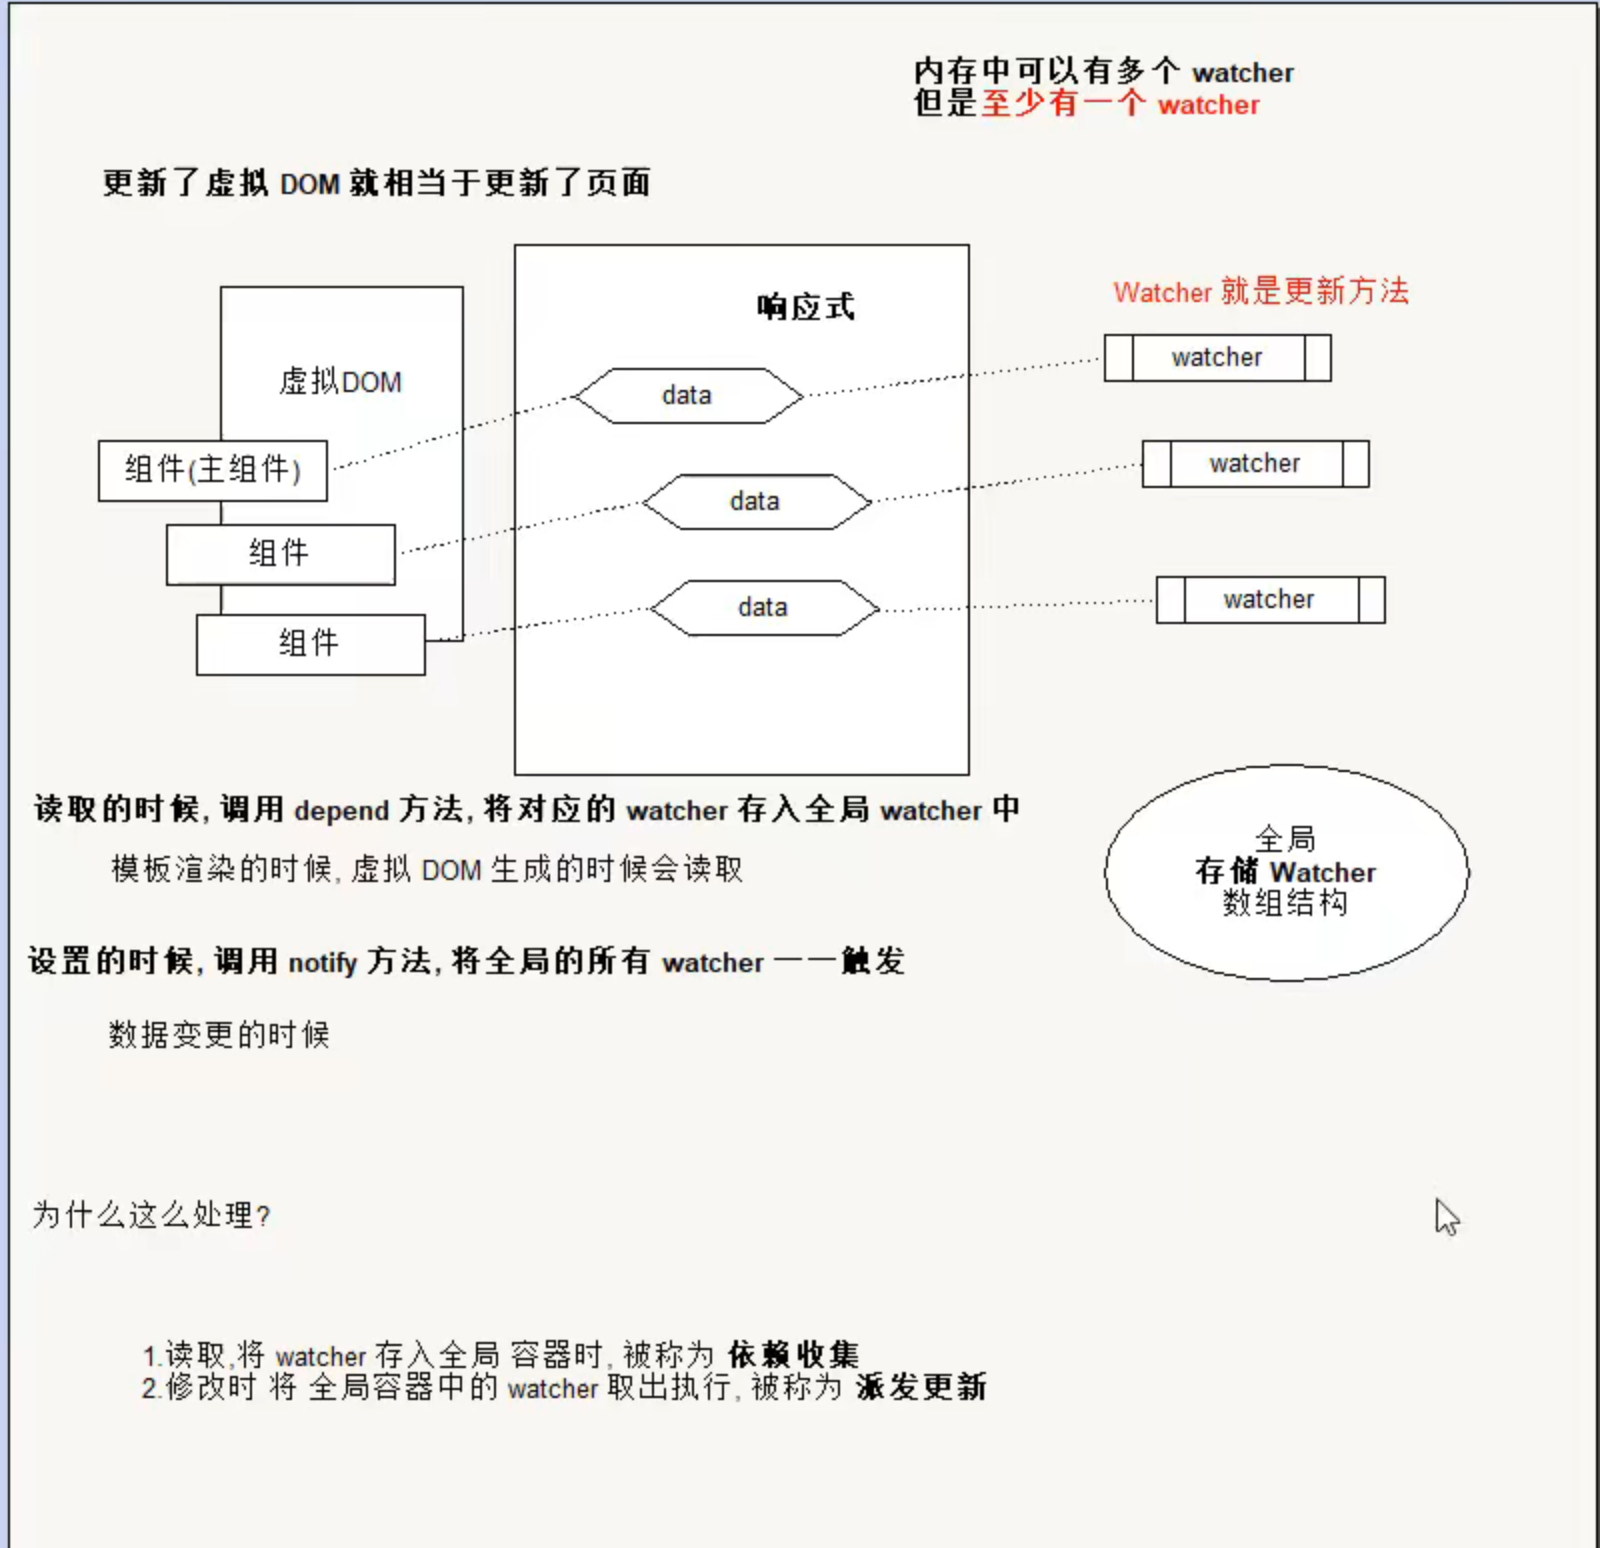 内存中可以有多个 watcher
但是至少有一个 watcher
更新了虚拟 DOM 就相当于更新了页面
响应式
Watcher 就是更新方法
虚拟DOM
data
watcher
组件(主组件)
data
watcher
组件
data
watcher
组件
读取的时候, 调用 depend 方法, 将对应的 watcher 存入全局 watcher 中
模板渲染的时候, 虚拟 DOM 生成的时候会读取
全局
存储 Watcher
数组结构
设置的时候, 调用 notify 方法, 将全局的所有 watcher 一一触发
数据变更的时候
为什么这么处理?
1.读取,将 watcher 存入全局 容器时, 被称为 依赖收集
2.修改时 将 全局容器中的 watcher 取出执行, 被称为 派发更新